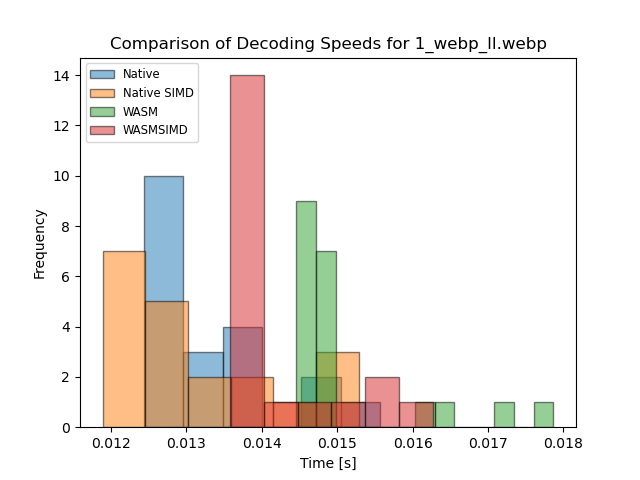 Comparison of Decoding Speeds for 1_webp_ll.webp
Native
Native SIMD
WASM
WASMSIMD
Frequency
14
12
10
8
6
4
2
0
0.012 0.013 0.014 0.015 0.016 0.017 0.018
Time [s]